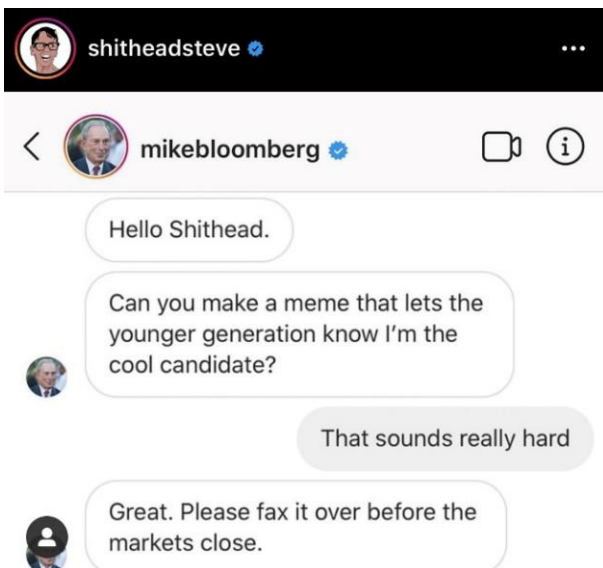 shitheadsteve
mikebloomberg
Hello Shithead.
Can you make a meme that lets the
younger generation know I'm the
cool candidate?
That sounds really hard
Great. Please fax it over before the
markets close.